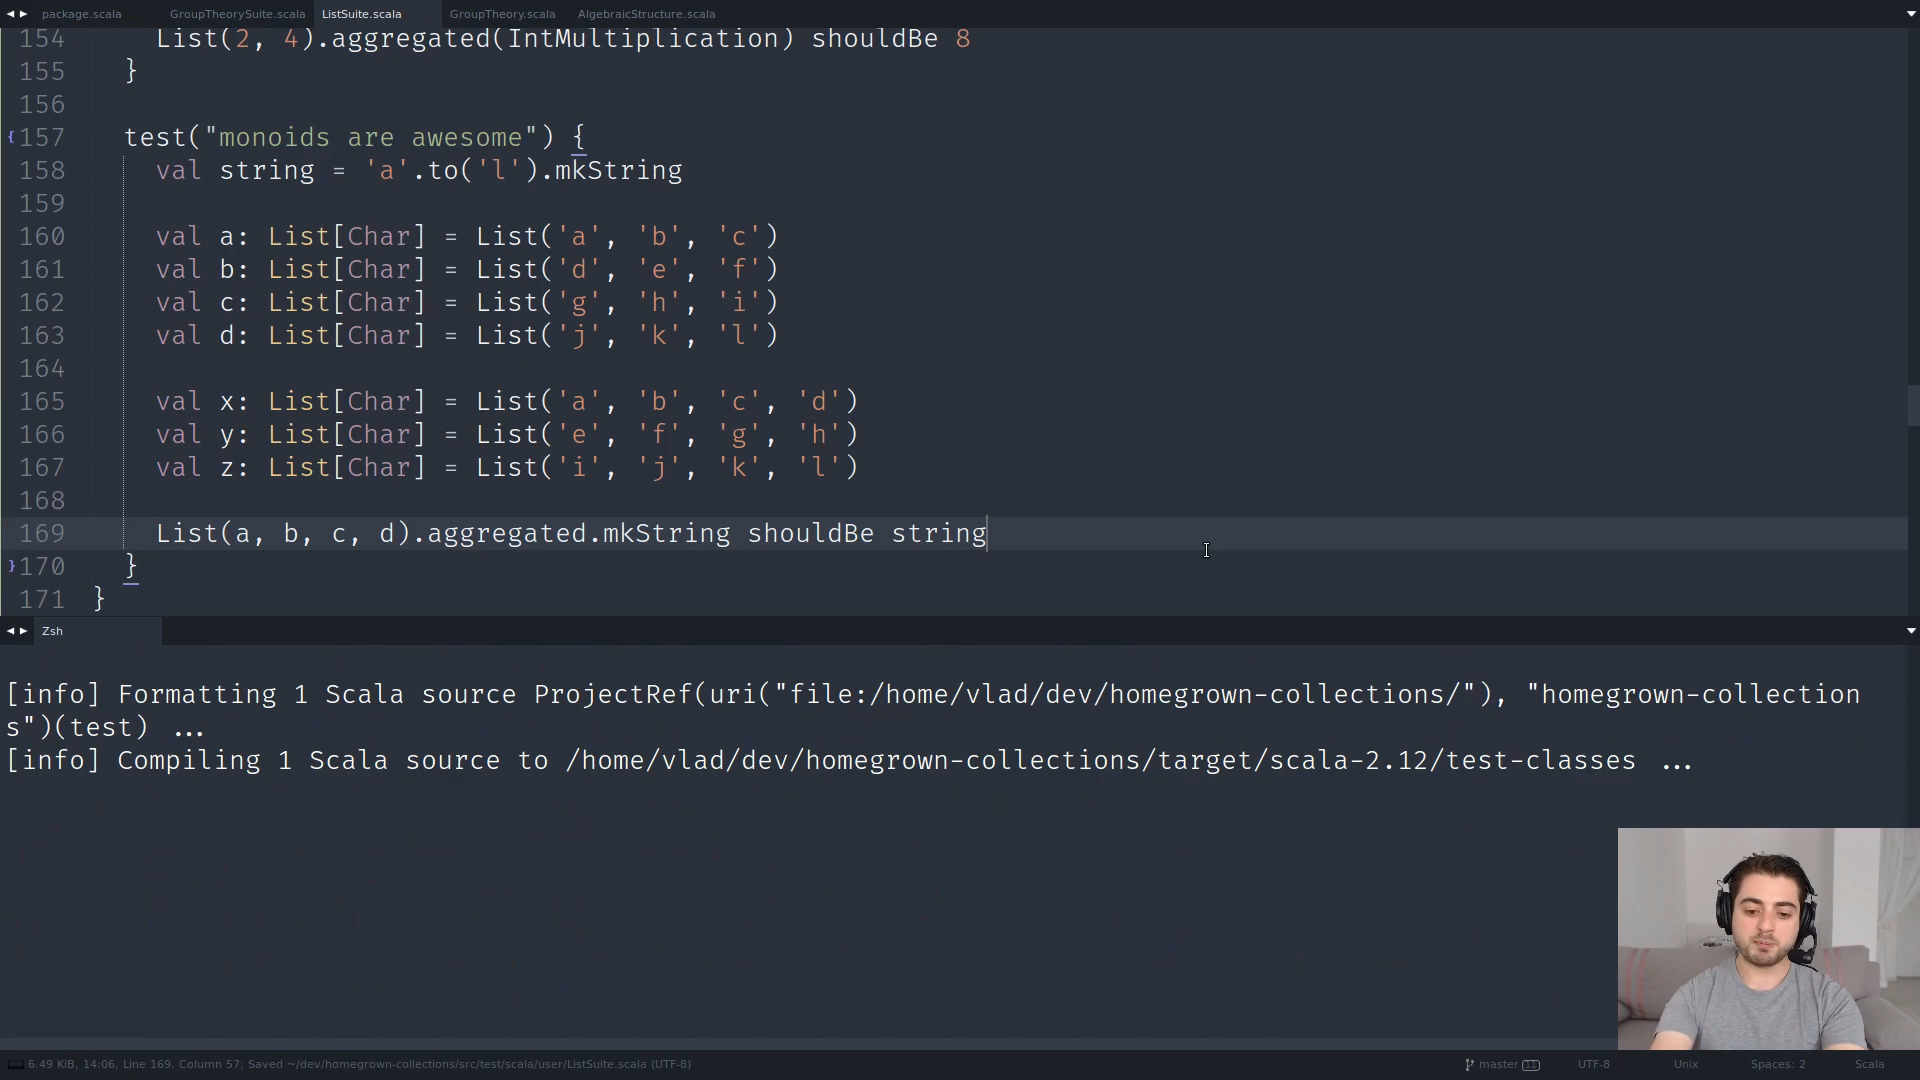 package.scala GroupTheorySuite.scala ListSuite.scala GroupTheory.scala AlgebraicStructure.scala
154 List(2, 4).aggregated(IntMultiplication) shouldBe 8
155 }
156
157 test("monoids are awesome") {
158 val string = 'a'.to('l').mkString
159
160 val a: List[Char] = List('a', 'b', 'c')
161 val b: List[Char] = List('d', 'e', 'f')
162 val c: List[Char] = List('g', 'h', 'i')
163 val d: List[Char] = List('j', 'k', 'l')
164
165 val x: List[Char] = List('a', 'b', 'c', 'd')
166 val y: List[Char] = List('e', 'f', 'g', 'h')
167 val z: List[Char] = List('i', 'j', 'k', 'l')
168
169 List(a, b, c, d).aggregated.mkString shouldBe string
170 }
171 }
Zsh
[info] Formatting 1 Scala source ProjectRef(uri("file:/home/vlad/dev/homegrown-collections/"), "homegrown-collection
s")(test) ...
[info] Compiling 1 Scala source to /home/vlad/dev/homegrown-collections/target/scala-2.12/test-classes ...
6.49 KiB, 14:06, Line 169, Column 57; Saved ~/dev/homegrown-collections/src/test/scala/user/ListSuite.scala (UTF-8) master 11 UTF-8 Unix Spaces: 2 Scala